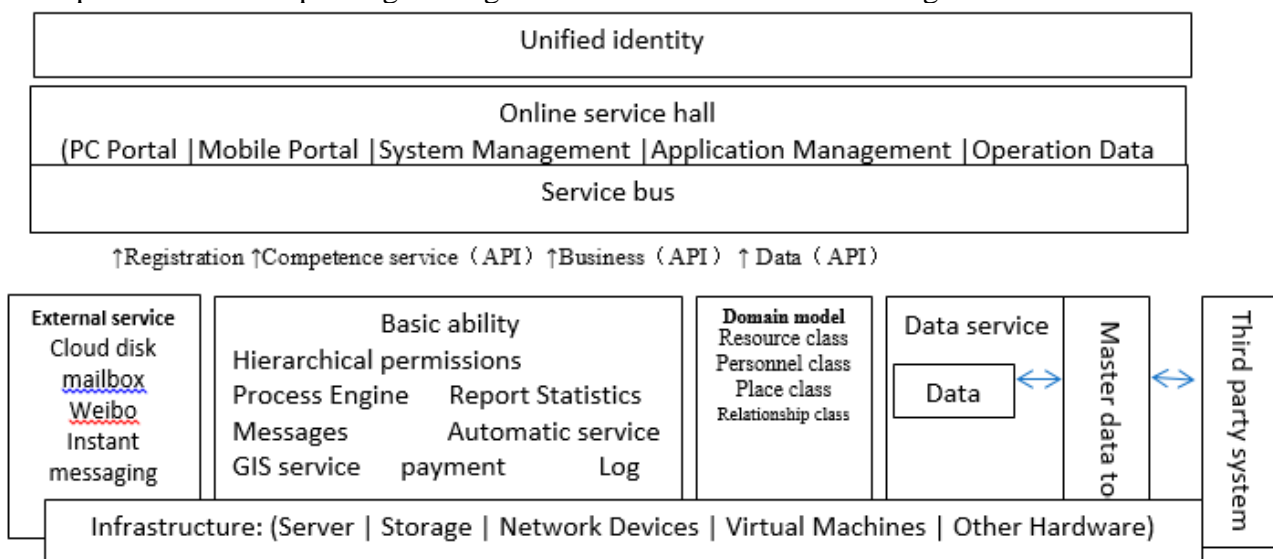 Unified identity
Online service hall
(PC Portal |Mobile Portal |System Management |Application Management |Operation Data
Service bus
↑Registration ↑Competence service（API）↑Business（API）↑ Data（API）
External service
Cloud disk
mailbox
Weibo
Instant
messaging
Basic ability
Hierarchical permissions
Process Engine Report Statistics
Messages Automatic service
GIS service payment Log
Domain model
Resource class
Personnel class
Place class
Relationship class
Data service
Data
Master data to
Third party system
Infrastructure: (Server | Storage | Network Devices | Virtual Machines | Other Hardware)